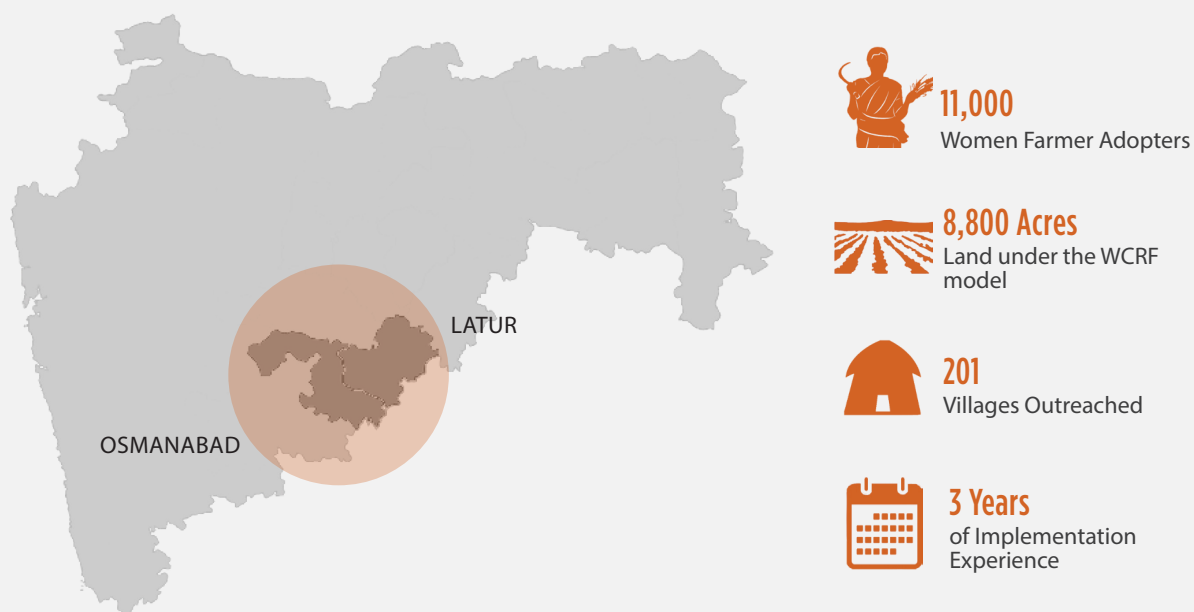 LATUR
OSMANABAD
11,000
Women Farmer Adopters
8,800 Acres
Land under the WCRF
model
201
Villages Outreached
3 Years
of Implementation
Experience